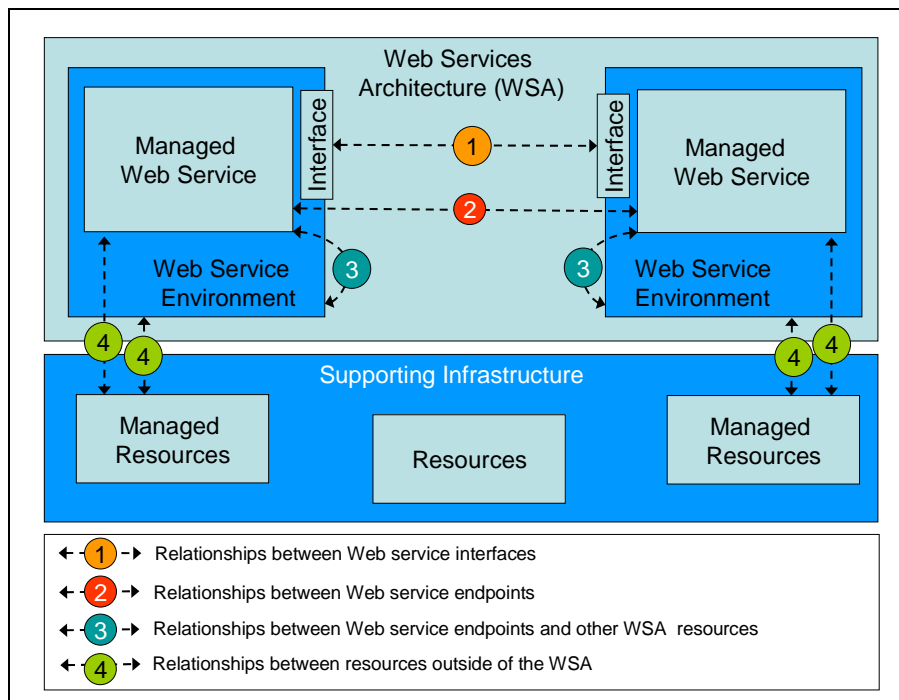 Web Services
Architecture (WSA)
Managed
Web Service
Interface
1
Interface
Managed
Web Service
2
3
3
Web Service
Environment
Web Service
Environment
4
4
4
4
Supporting Infrastructure
Managed
Resources
Resources
Managed
Resources
1 Relationships between Web service interfaces
2 Relationships between Web service endpoints
3 Relationships between Web service endpoints and other WSA resources
4 Relationships between resources outside of the WSA